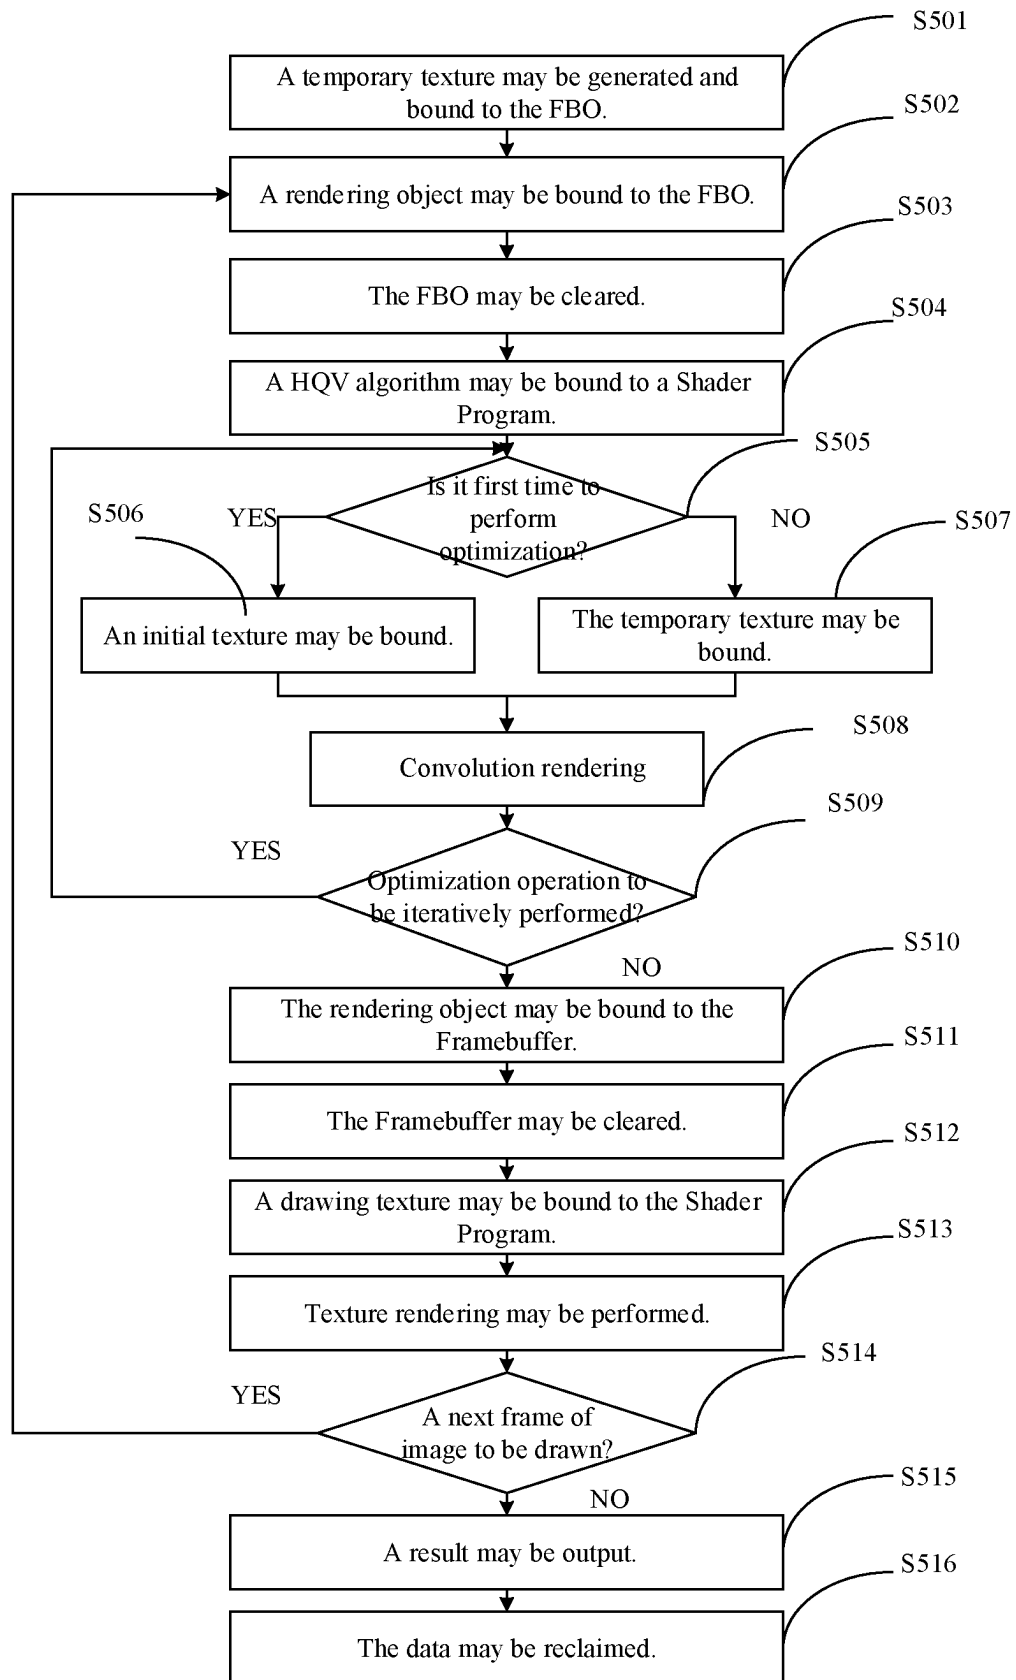 S501
A temporary texture may be generated and
bound to the FBO.
S502
A rendering object may be bound to the FBO.
S503
The FBO may be cleared.
S504
A HQV algorithm may be bound to a Shader
Program.
S505
Is it first time to
perform
optimization?
S506
YES
NO
S507
An initial texture may be bound.
The temporary texture may be
bound.
S508
Convolution rendering
S509
YES
Optimization operation to
be iteratively performed?
NO
S510
The rendering object may be bound to the
Framebuffer.
S511
The Framebuffer may be cleared.
S512
A drawing texture may be bound to the Shader
Program.
S513
Texture rendering may be performed.
S514
YES
A next frame of
image to be drawn?
NO
S515
A result may be output.
S516
The data may be reclaimed.